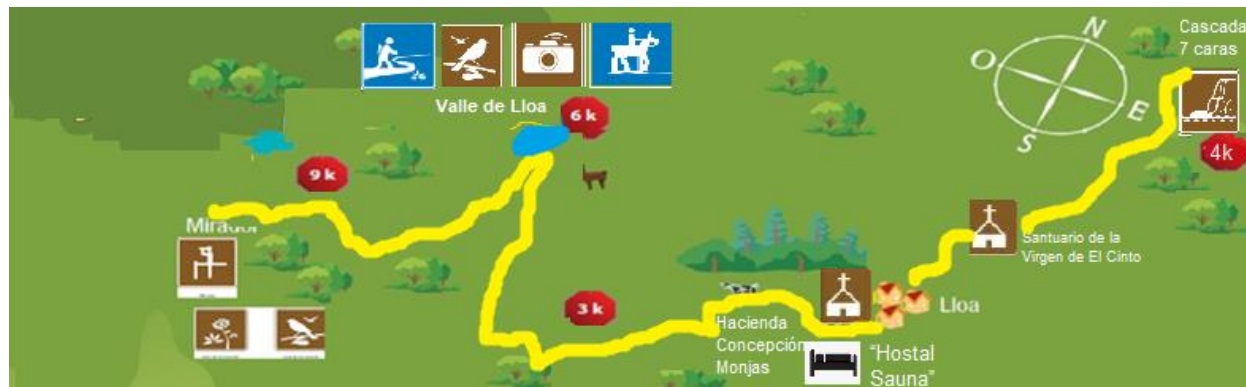 Cascada
7 caras
N
O
E
S
4k
Valle de Lloa
6 k
9 k
Santuario de la
Virgen de El Cinto
3 k
Lloa
Hacienda
Concepción
Monjas
“Hostal
Sauna”